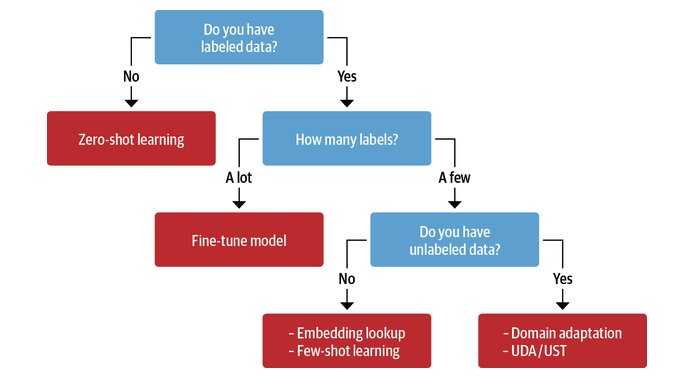 Do you have
labeled data?
No
Yes
Zero-shot learning
How many labels?
A lot
A few
Fine-tune model
Do you have
unlabeled data?
No
Yes
– Embedding lookup
– Few-shot learning
– Domain adaptation
– UDA/UST